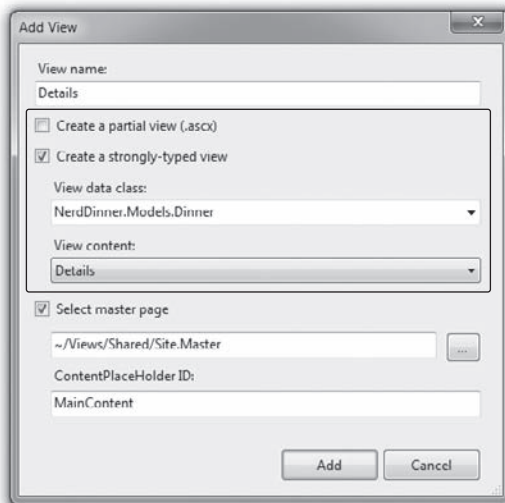 Add View
View name:
Details
Create a partial view (.ascx)
Create a strongly-typed view
View data class:
NerdDinner.Models.Dinner
View content:
Details
Select master page
~/Views/Shared/Site.Master
...
ContentPlaceHolder ID:
MainContent
Add
Cancel